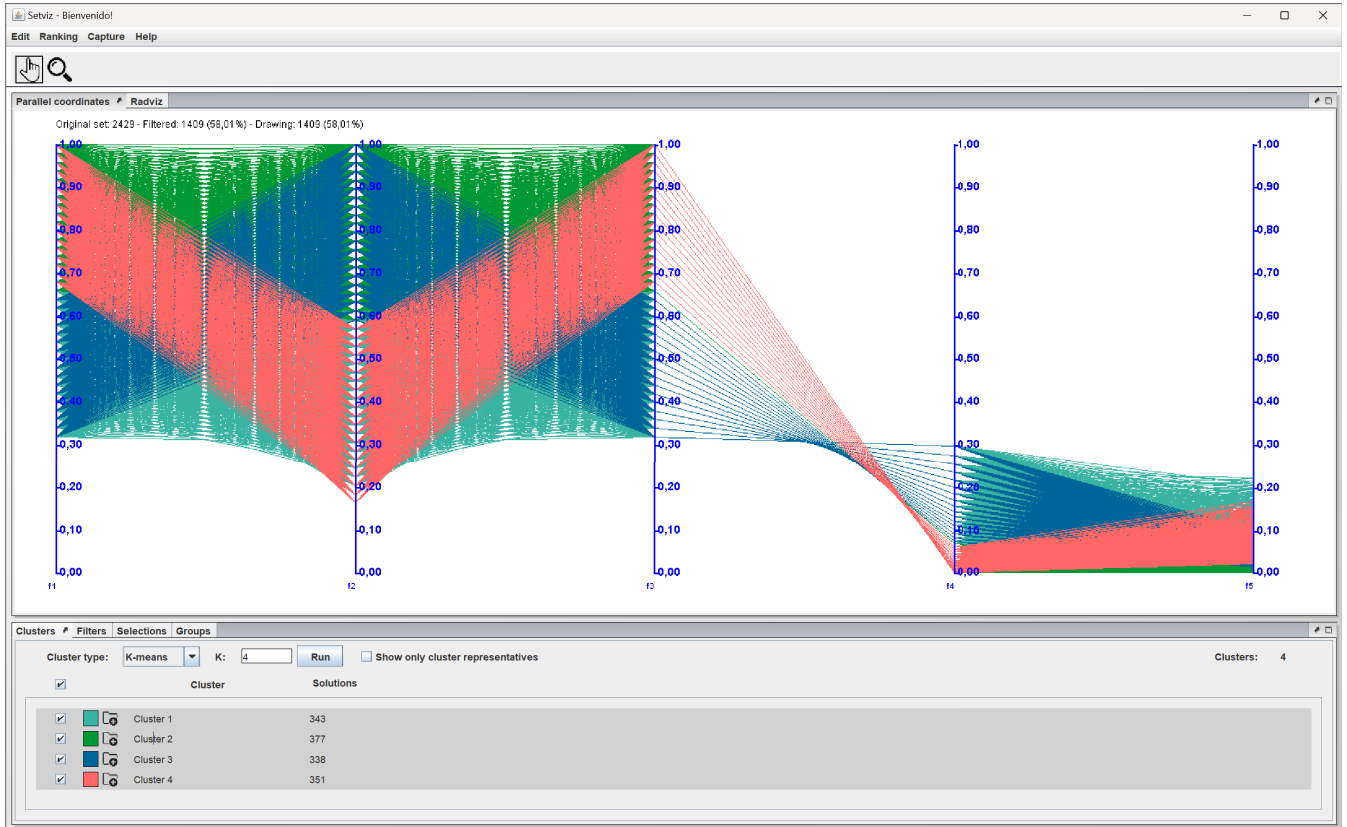 Setviz - Bienvenido!
Edit Ranking Capture Help
Parallel coordinates Radviz
Original set: 2429 - Filtered: 1409 (58,01%) - Drawing: 1409 (58,01%)
1,00 1,00 1,00 1,00 1,00
0,90 0,90 0,90 0,90 0,90
0,80 0,80 0,80 0,80 0,80
0,70 0,70 0,70 0,70 0,70
0,60 0,60 0,60 0,60 0,60
0,50 0,50 0,50 0,50 0,50
0,40 0,40 0,40 0,40 0,40
0,30 0,30 0,30 0,30 0,30
0,20 0,20 0,20 0,20 0,20
0,10 0,10 0,10 0,10 0,10
0,00 0,00 0,00 0,00 0,00
f1 f2 f3 f4 f5
Clusters Filters Selections Groups
Cluster type: K-means K: 4 Run Show only cluster representatives Clusters: 4
Cluster Solutions
Cluster 1 343
Cluster 2 377
Cluster 3 338
Cluster 4 351